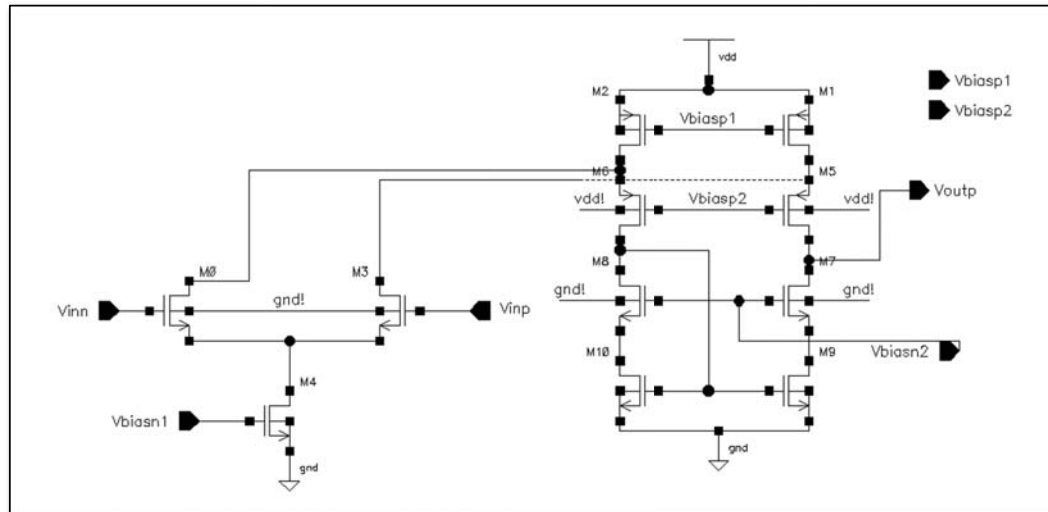 vdd
M2
M1
Vbiasp1
Vbiasp1
Vbiasp2
M6
M5
Voutp
vdd!
Vbiasp2
vdd!
MØ
M3
M8
M7
Vinn
gnd!
Vinp
gnd!
gnd!
M10
M9
Vbiasn2
M4
Vbiasn1
gnd
gnd